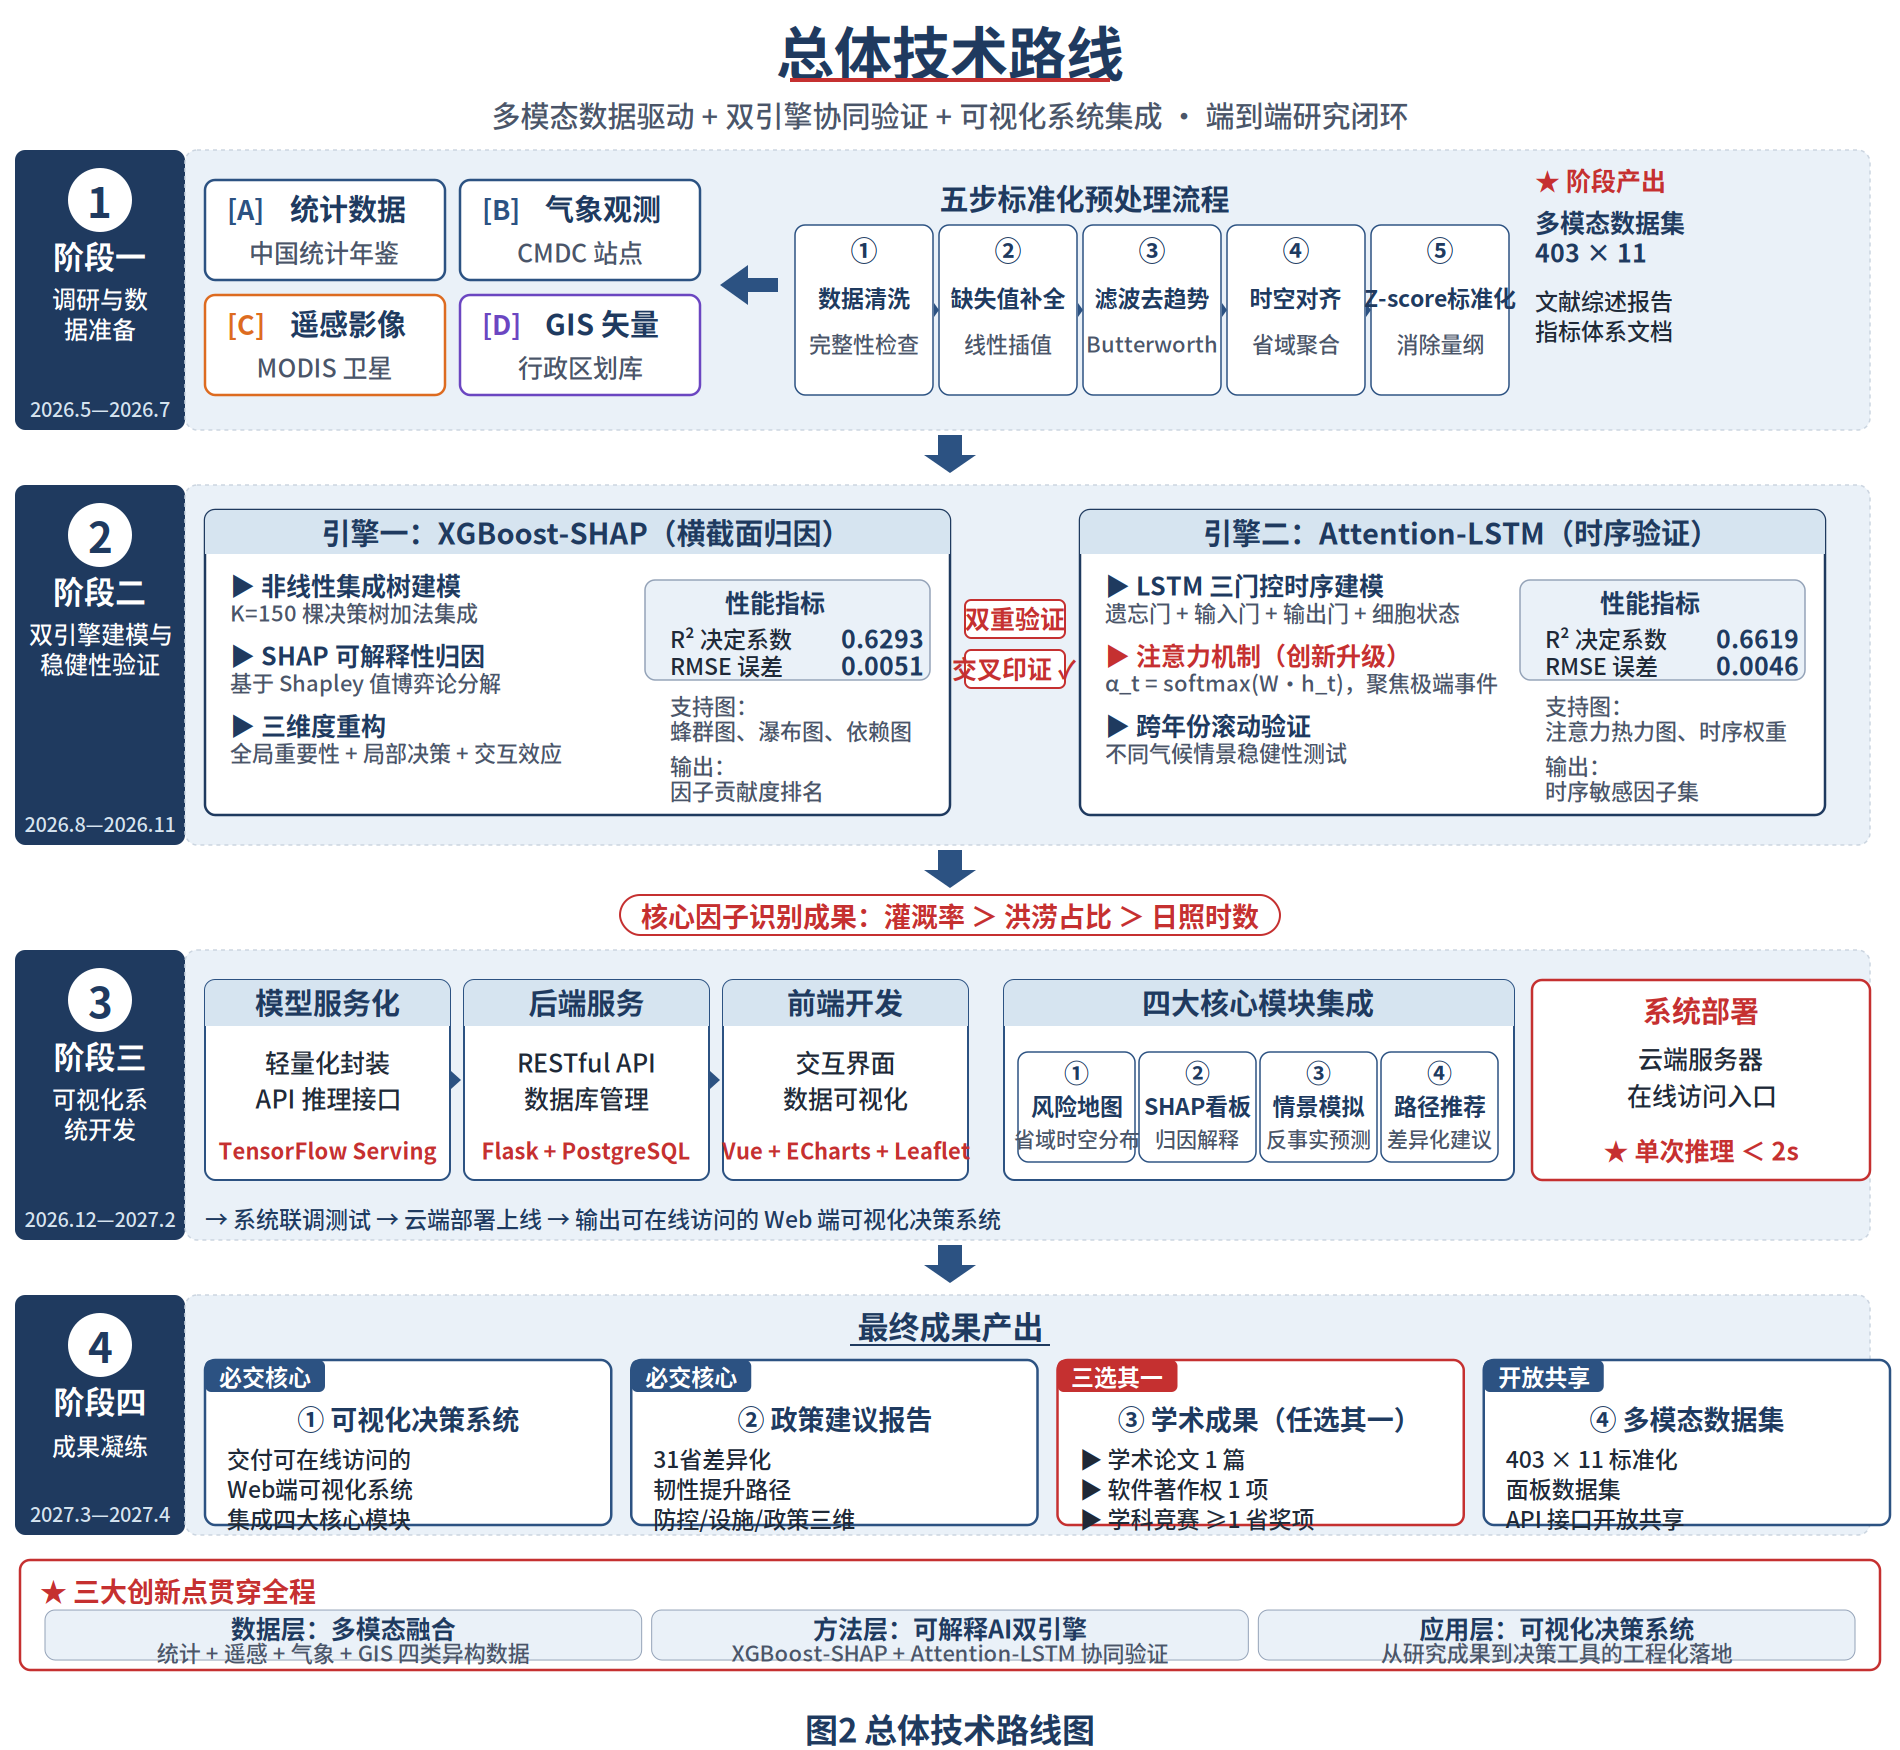 总体技术路线
多模态数据驱动 + 双引擎协同验证 + 可视化系统集成 · 端到端研究闭环
1
阶段一
调研与数
据准备
2026.5—2026.7
[A] 统计数据
中国统计年鉴
[B] 气象观测
CMDC 站点
[C] 遥感影像
MODIS 卫星
[D] GIS 矢量
行政区划库
五步标准化预处理流程
①
数据清洗
完整性检查
②
缺失值补全
线性插值
③
滤波去趋势
Butterworth
④
时空对齐
省域聚合
⑤
Z-score标准化
消除量纲
★ 阶段产出
多模态数据集
403 × 11
文献综述报告
指标体系文档
2
阶段二
双引擎建模与
稳健性验证
2026.8—2026.11
引擎一：XGBoost-SHAP（横截面归因）
▶ 非线性集成树建模
K=150 棵决策树加法集成
▶ SHAP 可解释性归因
基于 Shapley 值博弈论分解
▶ 三维度重构
全局重要性 + 局部决策 + 交互效应
性能指标
R² 决定系数 0.6293
RMSE 误差 0.0051
支持图：
蜂群图、瀑布图、依赖图
输出：
因子贡献度排名
双重验证
交叉印证 ✓
引擎二：Attention-LSTM（时序验证）
▶ LSTM 三门控时序建模
遗忘门 + 输入门 + 输出门 + 细胞状态
▶ 注意力机制（创新升级）
α_t = softmax(W · h_t)，聚焦极端事件
▶ 跨年份滚动验证
不同气候情景稳健性测试
性能指标
R² 决定系数 0.6619
RMSE 误差 0.0046
支持图：
注意力热力图、时序权重
输出：
时序敏感因子集
核心因子识别成果：灌溉率 ＞ 洪涝占比 ＞ 日照时数
3
阶段三
可视化系
统开发
2026.12—2027.2
模型服务化
轻量化封装
API 推理接口
TensorFlow Serving
后端服务
RESTful API
数据库管理
Flask + PostgreSQL
前端开发
交互界面
数据可视化
Vue + ECharts + Leaflet
四大核心模块集成
①
风险地图
省域时空分布
②
SHAP看板
归因解释
③
情景模拟
反事实预测
④
路径推荐
差异化建议
系统部署
云端服务器
在线访问入口
★ 单次推理 ＜ 2s
→ 系统联调测试 → 云端部署上线 → 输出可在线访问的 Web 端可视化决策系统
4
阶段四
成果凝练
2027.3—2027.4
最终成果产出
必交核心
① 可视化决策系统
交付可在线访问的
Web端可视化系统
集成四大核心模块
必交核心
② 政策建议报告
31省差异化
韧性提升路径
防控/设施/政策三维
三选其一
③ 学术成果（任选其一）
▶ 学术论文 1 篇
▶ 软件著作权 1 项
▶ 学科竞赛 ≥1 省奖项
开放共享
④ 多模态数据集
403 × 11 标准化
面板数据集
API 接口开放共享
★ 三大创新点贯穿全程
数据层：多模态融合
统计 + 遥感 + 气象 + GIS 四类异构数据
方法层：可解释AI双引擎
XGBoost-SHAP + Attention-LSTM 协同验证
应用层：可视化决策系统
从研究成果到决策工具的工程化落地
图2 总体技术路线图